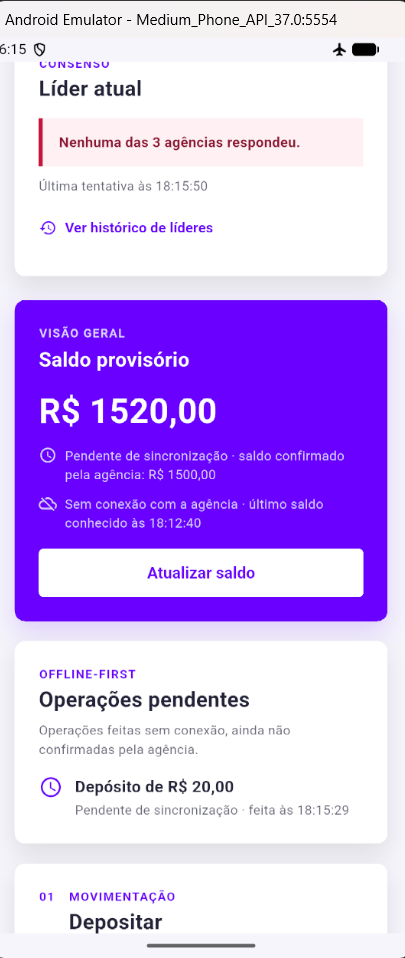 Android Emulator - Medium_Phone_API_37.0:5554
6:15
CONSENSO
Líder atual
Nenhuma das 3 agências respondeu.
Última tentativa às 18:15:50
Ver histórico de líderes
VISÃO GERAL
Saldo provisório
R$ 1520,00
Pendente de sincronização · saldo confirmado
pela agência: R$ 1500,00
Sem conexão com a agência · último saldo
conhecido às 18:12:40
Atualizar saldo
OFFLINE-FIRST
Operações pendentes
Operações feitas sem conexão, ainda não
confirmadas pela agência.
Depósito de R$ 20,00
Pendente de sincronização · feita às 18:15:29
01 MOVIMENTAÇÃO
Depositar